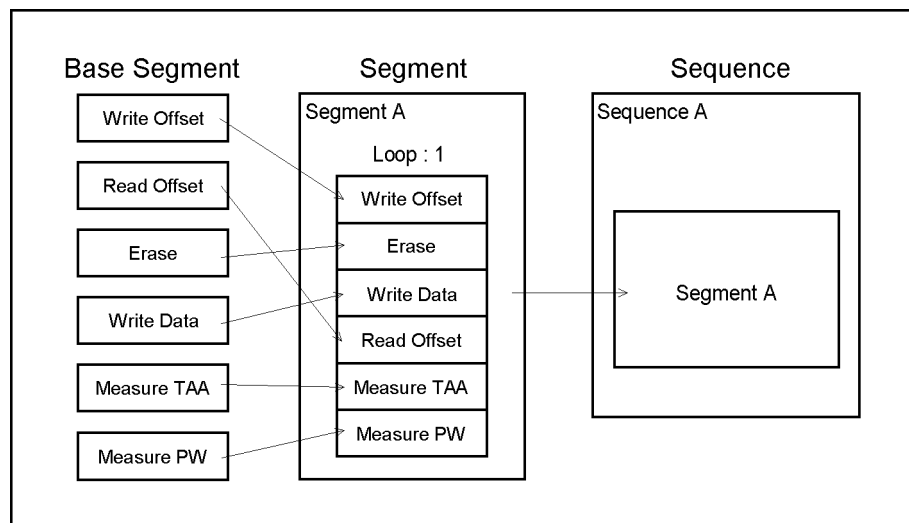 Base Segment
Write Offset
Read Offset
Erase
Write Data
Measure TAA
Measure PW
Segment
Segment A
Loop : 1
Write Offset
Erase
Write Data
Read Offset
Measure TAA
Measure PW
Sequence
Sequence A
Segment A